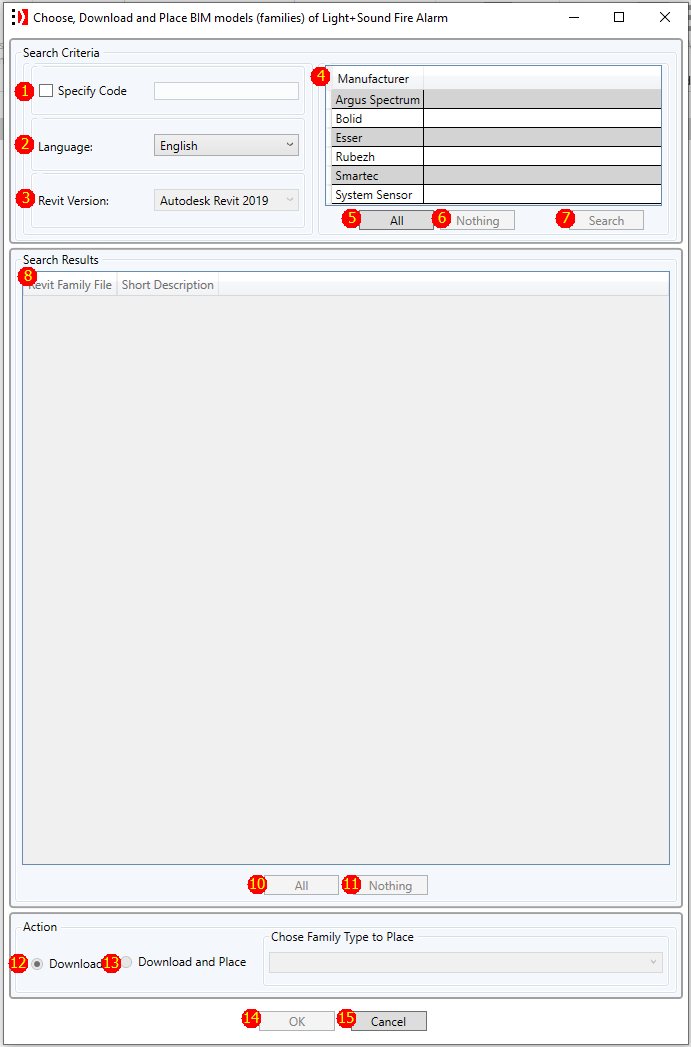 Choose, Download and Place BIM models (families) of Light+Sound Fire Alarm
Search Criteria
1 Specify Code
2 Language: English
3 Revit Version: Autodesk Revit 2019
4 Manufacturer
Argus Spectrum
Bolid
Esser
Rubezh
Smartec
System Sensor
5 All 6 Nothing 7 Search
Search Results
8
Revit Family File Short Description
10 All 11 Nothing
Action
Chose Family Type to Place
12 Download 13 Download and Place
14 OK 15 Cancel